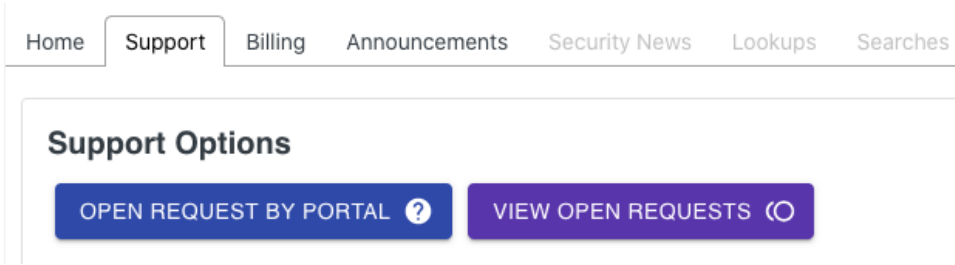 Home Support Billing Announcements Security News Lookups Searches
Support Options
OPEN REQUEST BY PORTAL ? VIEW OPEN REQUESTS